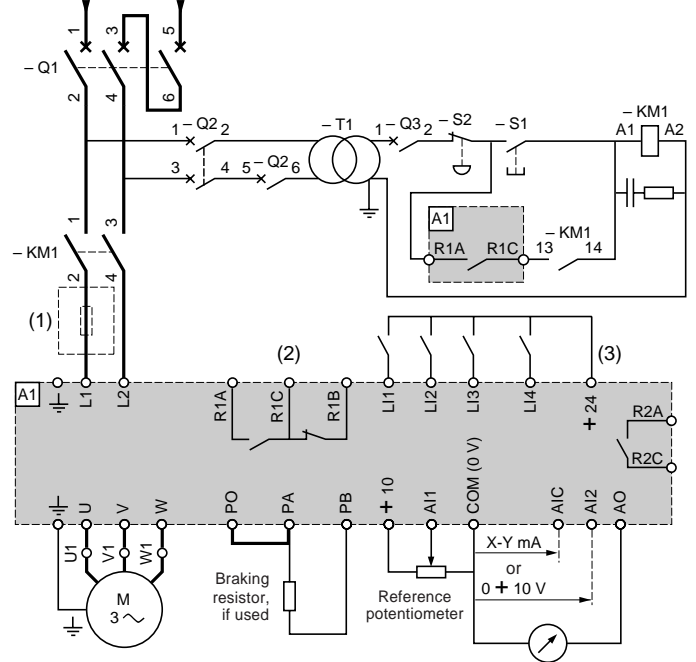 1 3 5
– Q1
2 4 6
1 – Q2 2
– T1
1 – Q3 2
– S2
– S1
– KM1
A1 A2
3 4 5 – Q2 6
A1
R1A R1C
13 – KM1 14
1 3
– KM1
2 4
(1)
(2)
(3)
A1
L1 L2
R1A R1C R1B
LI1 LI2 LI3 LI4 + 24
R2A
R2C
U V W
PO PA PB
+ 10 AI1 COM (0 V) AIC AI2 AO
U1 V1 W1
M
3
Braking
resistor,
if used
Reference
potentiometer
X-Y mA
or
0 + 10 V